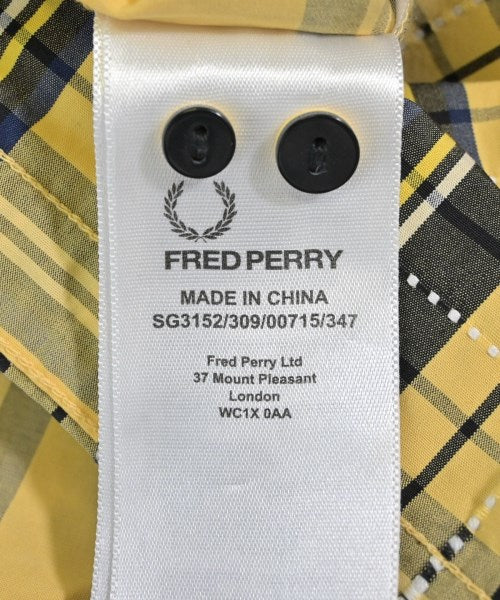 FRED PERRY
MADE IN CHINA
SG3152/309/00715/347
Fred Perry Ltd
37 Mount Pleasant
London
WC1X 0AA